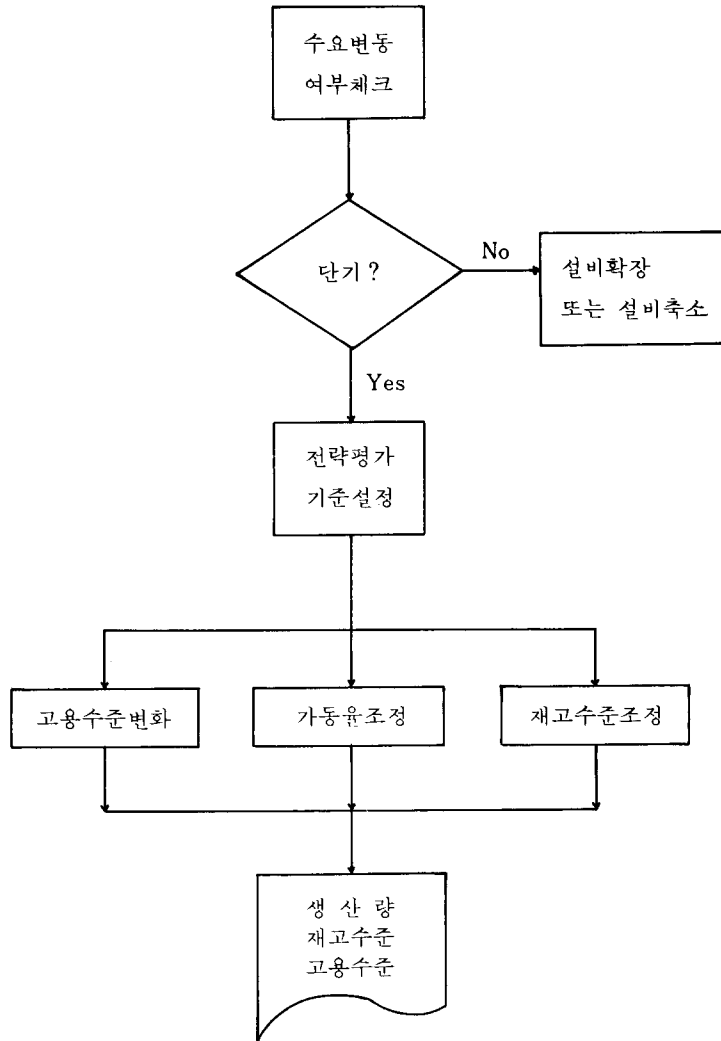 수요변동
여부체크
단기 ?
No
설비확장
또는 설비축소
Yes
전략평가
기준설정
고용수준변화
가동율조정
재고수준조정
생 산 량
재고수준
고용수준